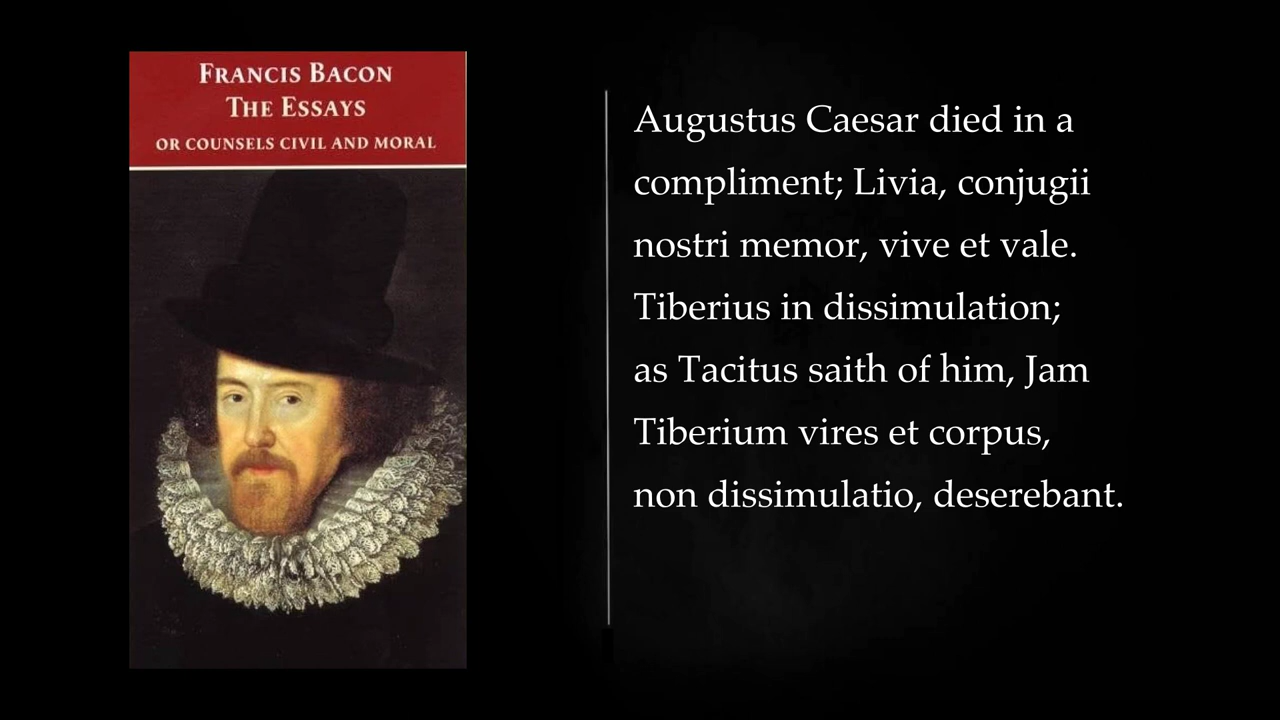 FRANCIS BACON
THE ESSAYS
OR COUNSELS CIVIL AND MORAL
Augustus Caesar died in a
compliment; Livia, conjugii
nostri memor, vive et vale.
Tiberius in dissimulation;
as Tacitus saith of him, Jam
Tiberium vires et corpus,
non dissimulatio, deserebant.